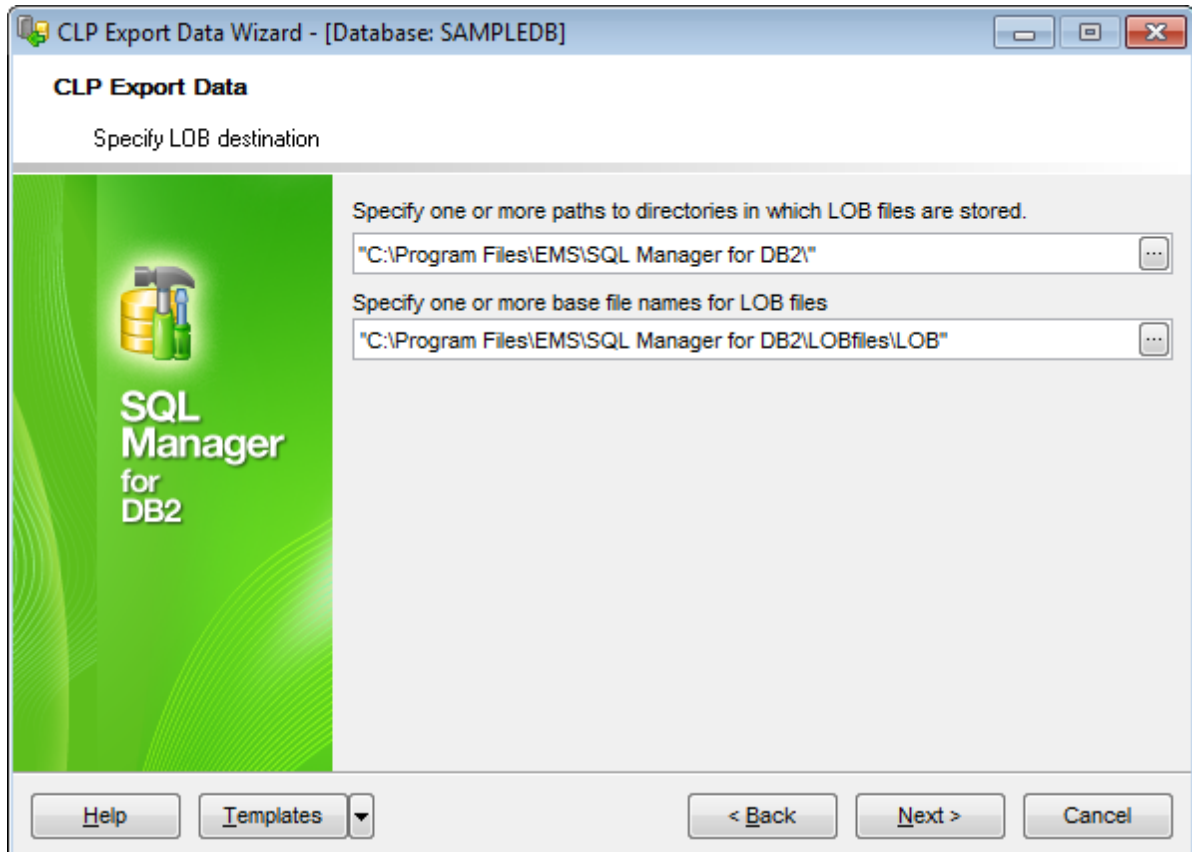 CLP Export Data Wizard - [Database: SAMPLEDB]
CLP Export Data
Specify LOB destination
Specify one or more paths to directories in which LOB files are stored.
"C:\Program Files\EMS\SQL Manager for DB2\"
...
Specify one or more base file names for LOB files
"C:\Program Files\EMS\SQL Manager for DB2\LOBfiles\LOB"
...
SQL
Manager
for
DB2
Help
Templates
< Back
Next >
Cancel